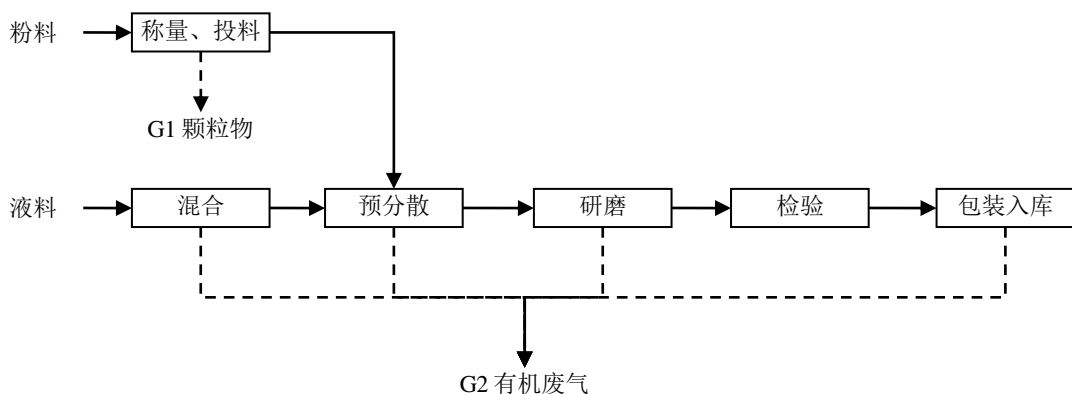 粉料
称量、投料
G1 颗粒物
液料
混合
预分散
研磨
检验
包装入库
G2 有机废气